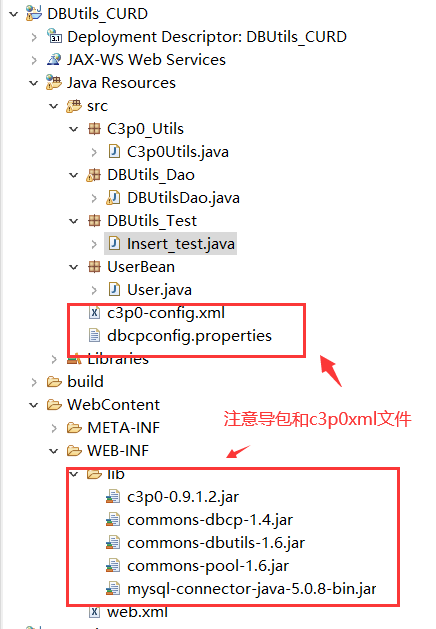 DBUtils_CURD
Deployment Descriptor: DBUtils_CURD
JAX-WS Web Services
Java Resources
src
C3p0_Utils
C3p0Utils.java
DBUtils_Dao
DBUtilsDao.java
DBUtils_Test
Insert_test.java
UserBean
User.java
c3p0-config.xml
dbcpconfig.properties
Libraries
build
WebContent
META-INF
注意导包和c3p0xml文件
WEB-INF
lib
c3p0-0.9.1.2.jar
commons-dbcp-1.4.jar
commons-dbutils-1.6.jar
commons-pool-1.6.jar
mysql-connector-java-5.0.8-bin.jar
web.xml